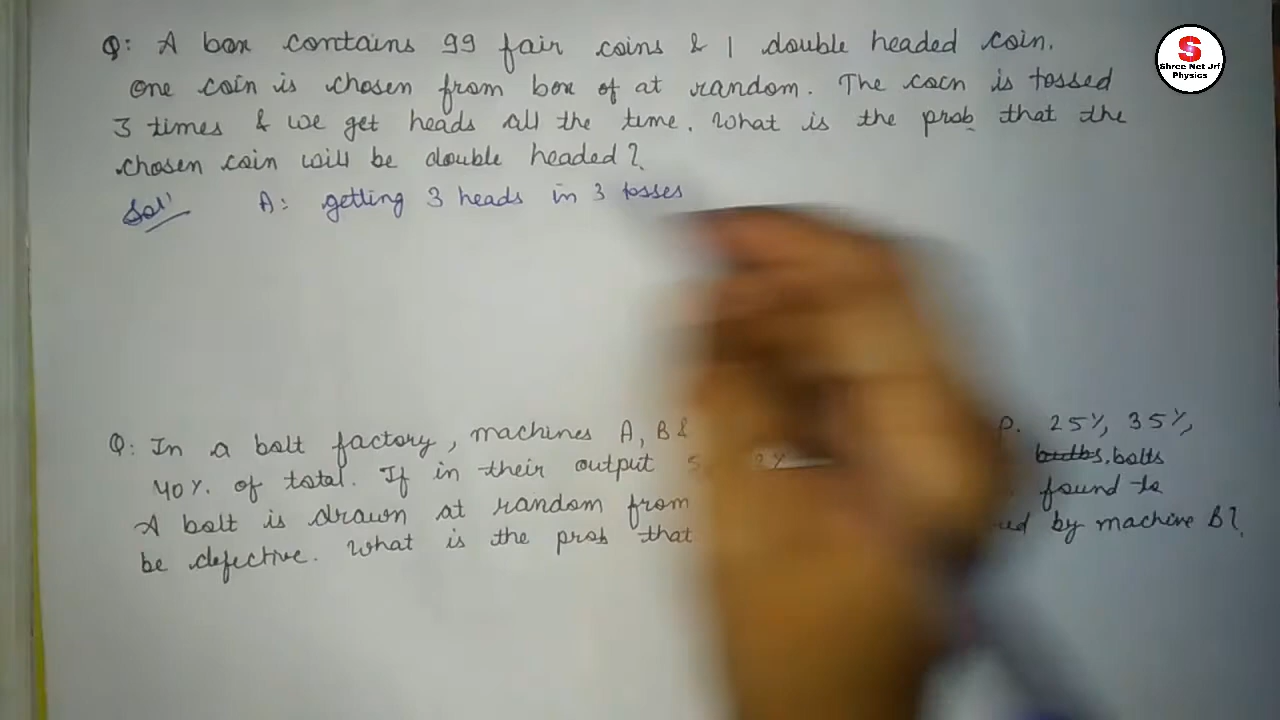 Q: A box contains 99 fair coins & 1 double headed coin.
One coin is chosen from box of at random. The coin is tossed
3 times & we get heads all the time. What is the prob that the
chosen coin will be double headed?
Sol' A: getting 3 heads in 3 tosses
Q: In a bolt factory, machines A, B & p. 25%, 35%,
40% of total. If in their output 5 2% bulbs, bolts
A bolt is drawn at random from found to
be defective. What is the prob that ed by machine B?
S
Shree Net Jrf
Physics